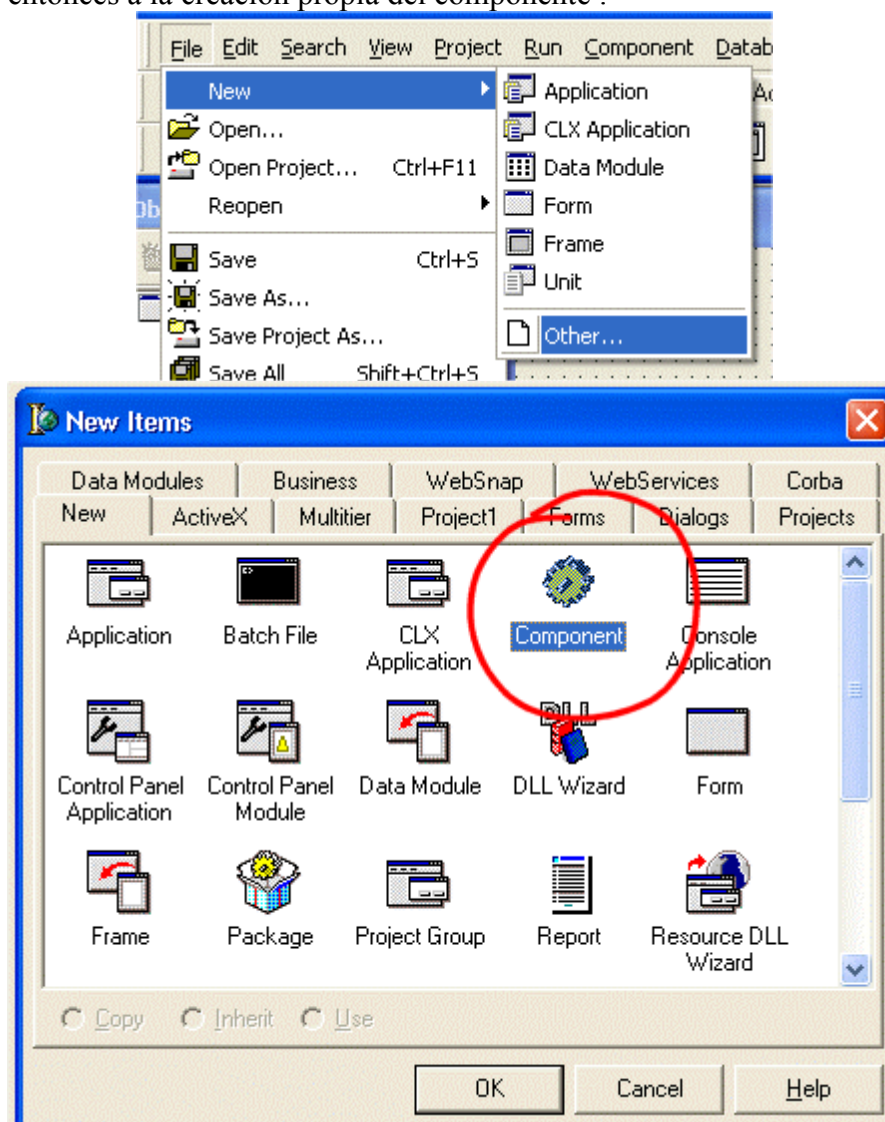 entonces a la creación propia del componente :
File Edit Search View Project Run Component Datab
New
Application
Open...
CLX Application
Open Project... Ctrl+F11
Data Module
Reopen
Form
Frame
Save Ctrl+S
Unit
Save As...
Save Project As...
Other...
Save All Shift+Ctrl+S
New Items
Data Modules Business WebSnap WebServices Corba
New ActiveX Multitier Project1 Forms Dialogs Projects
Application Batch File CLX Application Component Console Application
DLL
Control Panel Application Control Panel Module Data Module DLL Wizard Form
Frame Package Project Group Report Resource DLL Wizard
Copy Inherit Use
OK Cancel Help